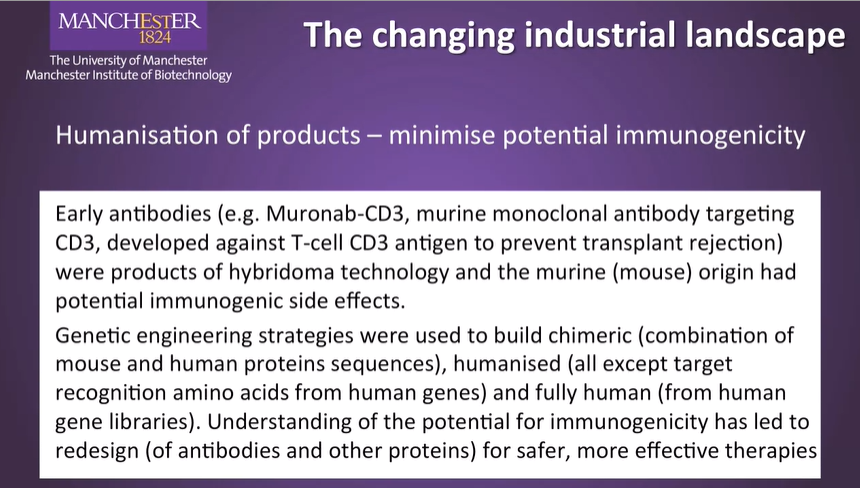 MANCHESTER
1824
The University of Manchester
Manchester Institute of Biotechnology
The changing industrial landscape
Humanisation of products – minimise potential immunogenicity
Early antibodies (e.g. Muronab-CD3, murine monoclonal antibody targeting
CD3, developed against T-cell CD3 antigen to prevent transplant rejection)
were products of hybridoma technology and the murine (mouse) origin had
potential immunogenic side effects.
Genetic engineering strategies were used to build chimeric (combination of
mouse and human proteins sequences), humanised (all except target
recognition amino acids from human genes) and fully human (from human
gene libraries). Understanding of the potential for immunogenicity has led to
redesign (of antibodies and other proteins) for safer, more effective therapies